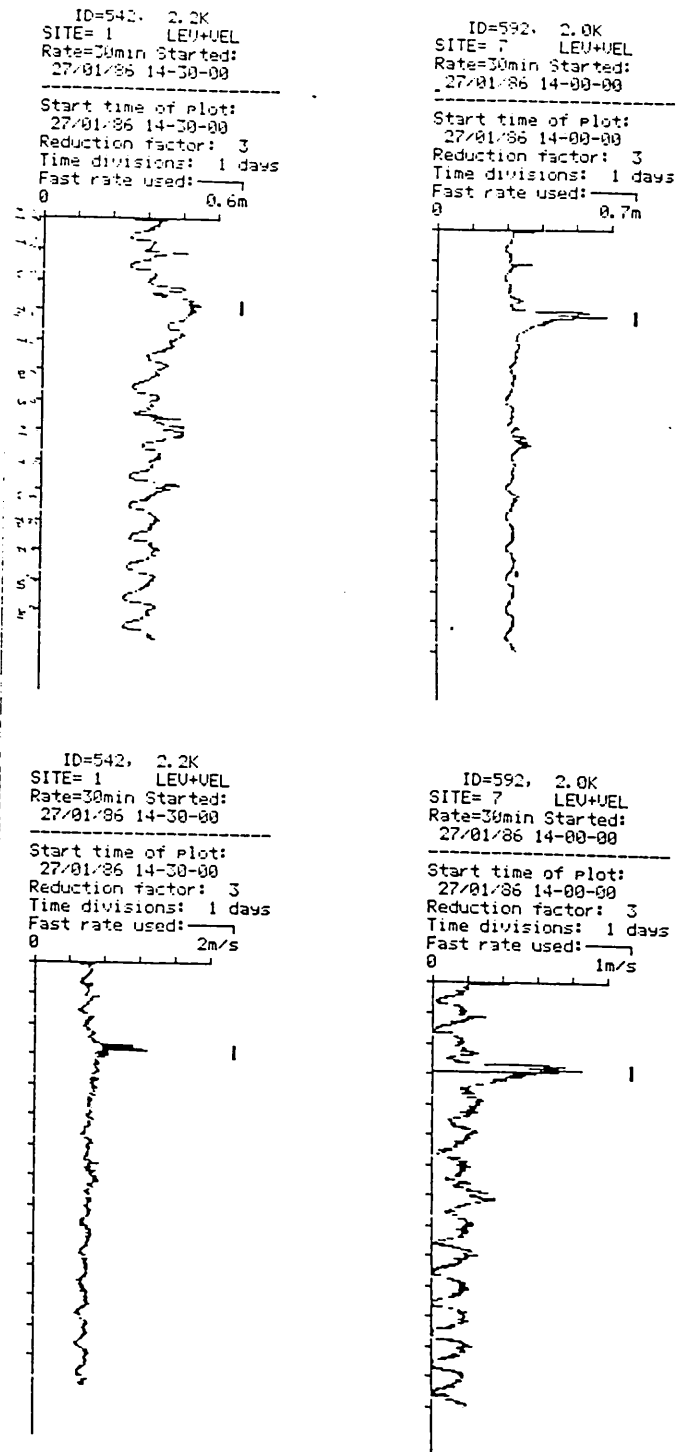 ID=542, 2.2K
SITE= 1 LEV+VEL
Rate=30min Started:
27/01/86 14-30-00
Start time of plot:
27/01/86 14-30-00
Reduction factor: 3
Time divisions: 1 days
Fast rate used:
0 0.6m
ID=592, 2.0K
SITE= 7 LEV+VEL
Rate=30min Started:
27/01/86 14-00-00
Start time of plot:
27/01/86 14-00-00
Reduction factor: 3
Time divisions: 1 days
Fast rate used:
0 0.7m
ID=542, 2.2K
SITE= 1 LEV+VEL
Rate=30min Started:
27/01/86 14-30-00
Start time of plot:
27/01/86 14-30-00
Reduction factor: 3
Time divisions: 1 days
Fast rate used:
0 2m/s
ID=592, 2.0K
SITE= 7 LEV+VEL
Rate=30min Started:
27/01/86 14-00-00
Start time of plot:
27/01/86 14-00-00
Reduction factor: 3
Time divisions: 1 days
Fast rate used:
0 1m/s